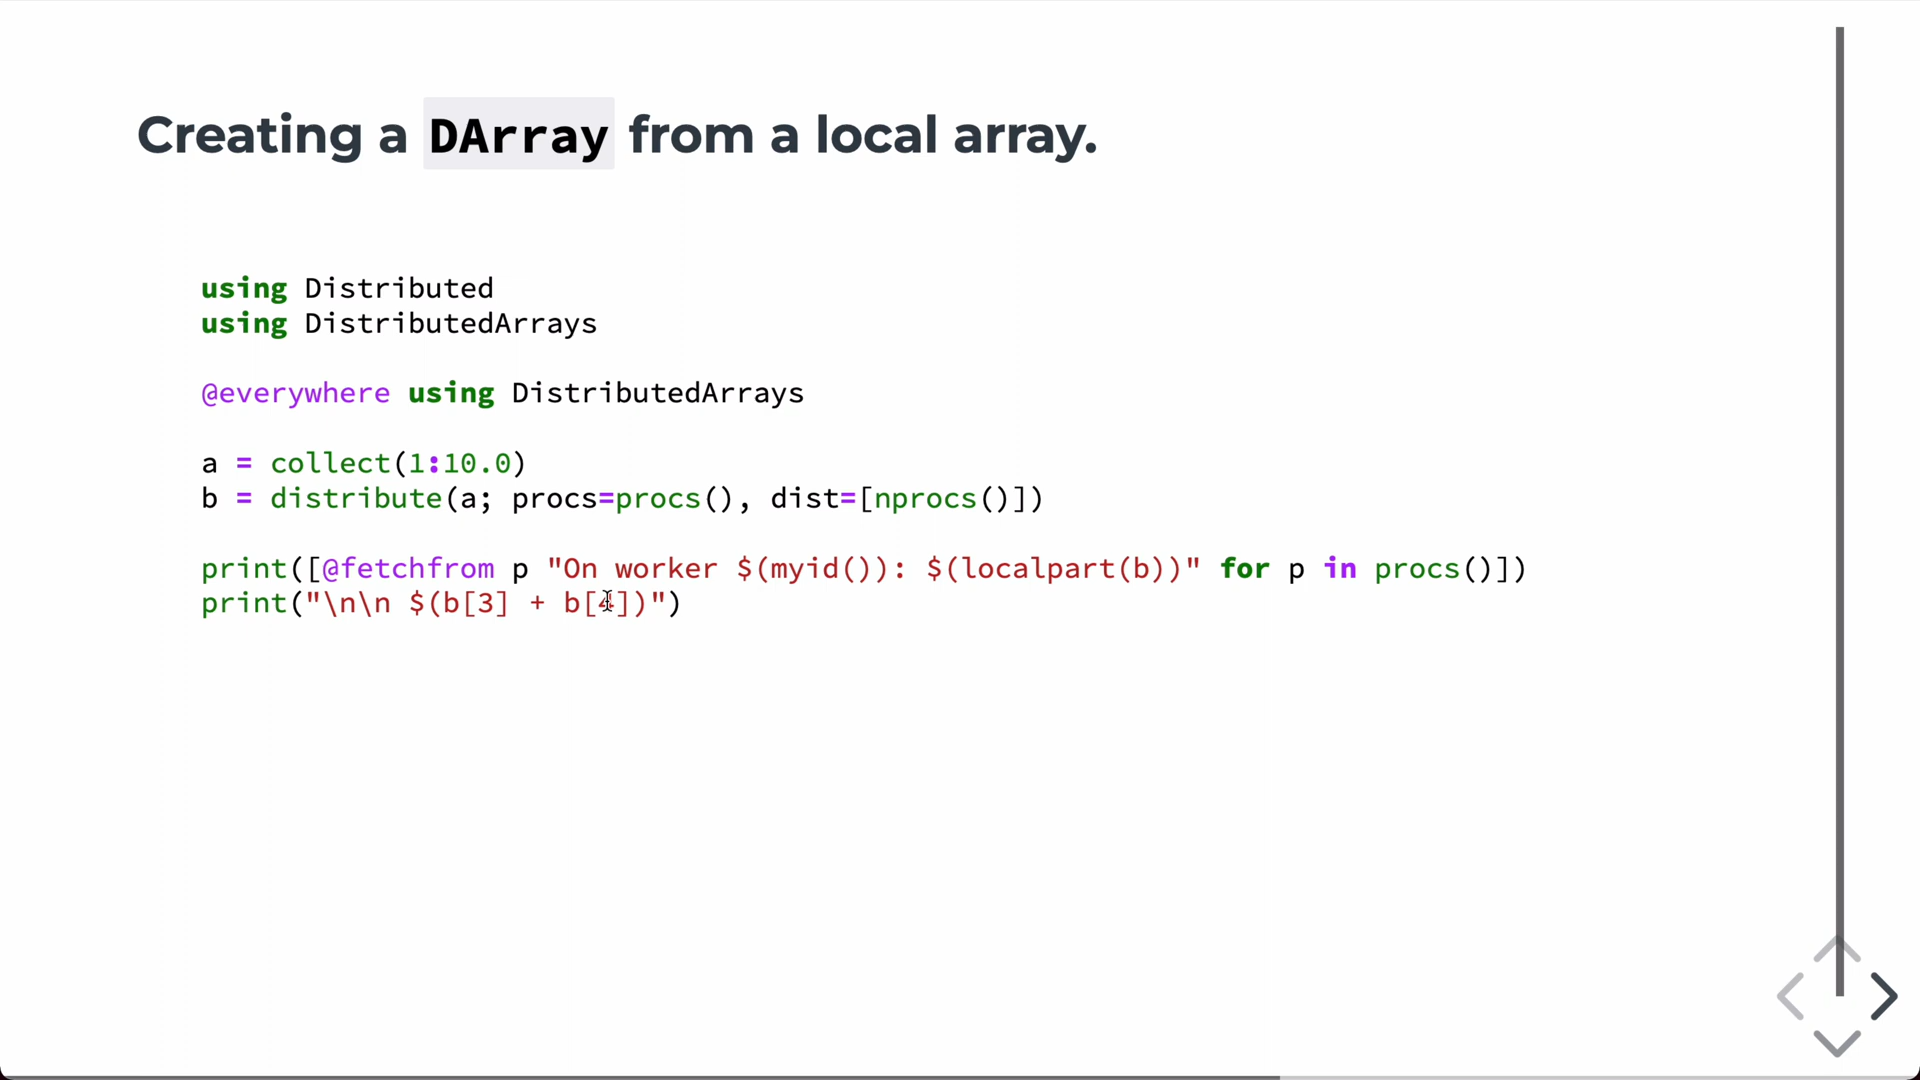 Creating a DArray from a local array.
using Distributed
using DistributedArrays
@everywhere using DistributedArrays
a = collect(1:10.0)
b = distribute(a; procs=procs(), dist=[nprocs()])
print([@fetchfrom p "On worker $(myid()): $(localpart(b))" for p in procs()])
print("\n\n $(b[3] + b[4])")